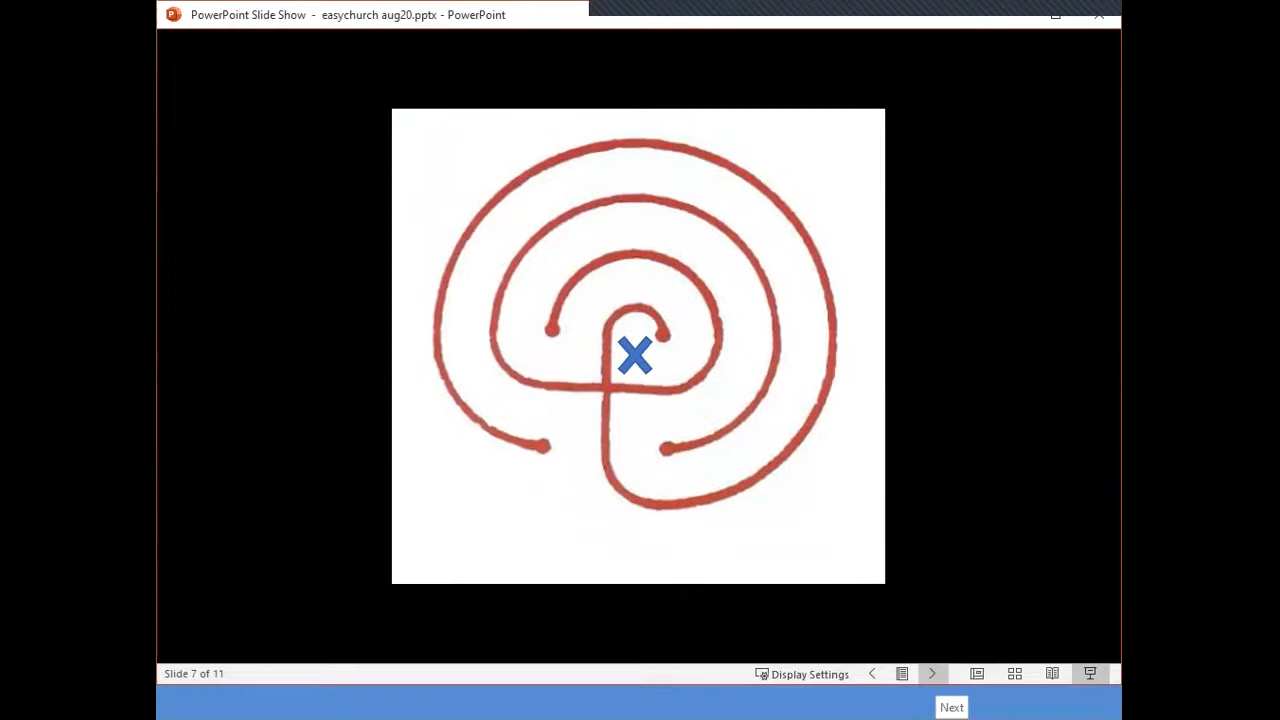 PowerPoint Slide Show - easychurch aug20.pptx - PowerPoint
Slide 7 of 11
Display Settings
Next